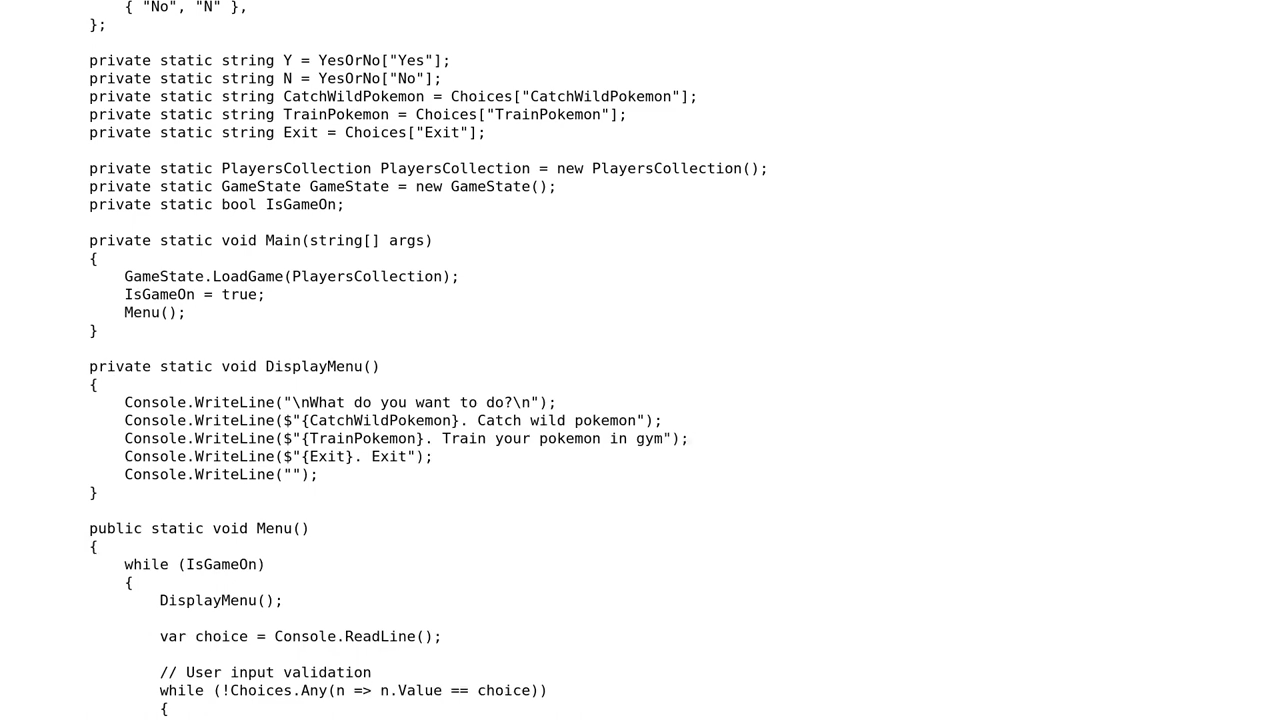 { "No", "N" },
};
private static string Y = YesOrNo["Yes"];
private static string N = YesOrNo["No"];
private static string CatchWildPokemon = Choices["CatchWildPokemon"];
private static string TrainPokemon = Choices["TrainPokemon"];
private static string Exit = Choices["Exit"];
private static PlayersCollection PlayersCollection = new PlayersCollection();
private static GameState GameState = new GameState();
private static bool IsGameOn;
private static void Main(string[] args)
{
GameState.LoadGame(PlayersCollection);
IsGameOn = true;
Menu();
}
private static void DisplayMenu()
{
Console.WriteLine("\nWhat do you want to do?\n");
Console.WriteLine($"{CatchWildPokemon}. Catch wild pokemon");
Console.WriteLine($"{TrainPokemon}. Train your pokemon in gym");
Console.WriteLine($"{Exit}. Exit");
Console.WriteLine("");
}
public static void Menu()
{
while (IsGameOn)
{
DisplayMenu();
var choice = Console.ReadLine();
// User input validation
while (!Choices.Any(n => n.Value == choice))
{